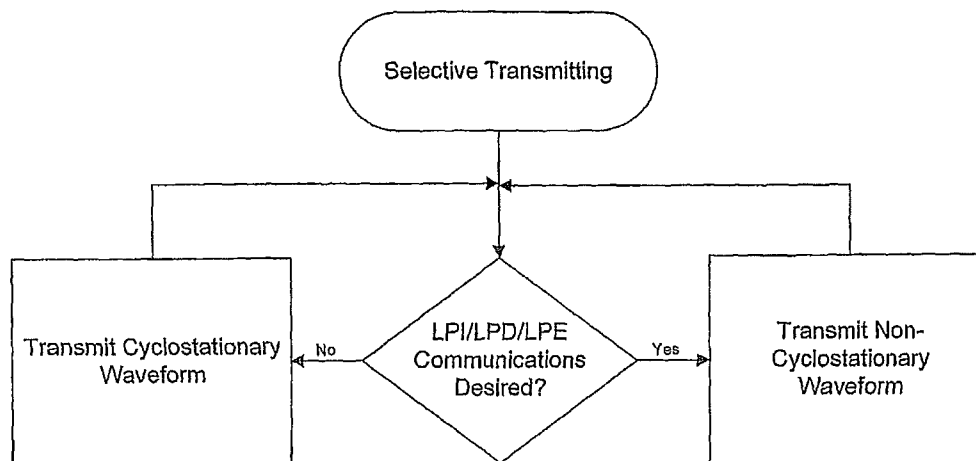 Selective Transmitting
LPI/LPD/LPE
Communications
Desired?
No
Yes
Transmit Cyclostationary
Waveform
Transmit Non-
Cyclostationary
Waveform